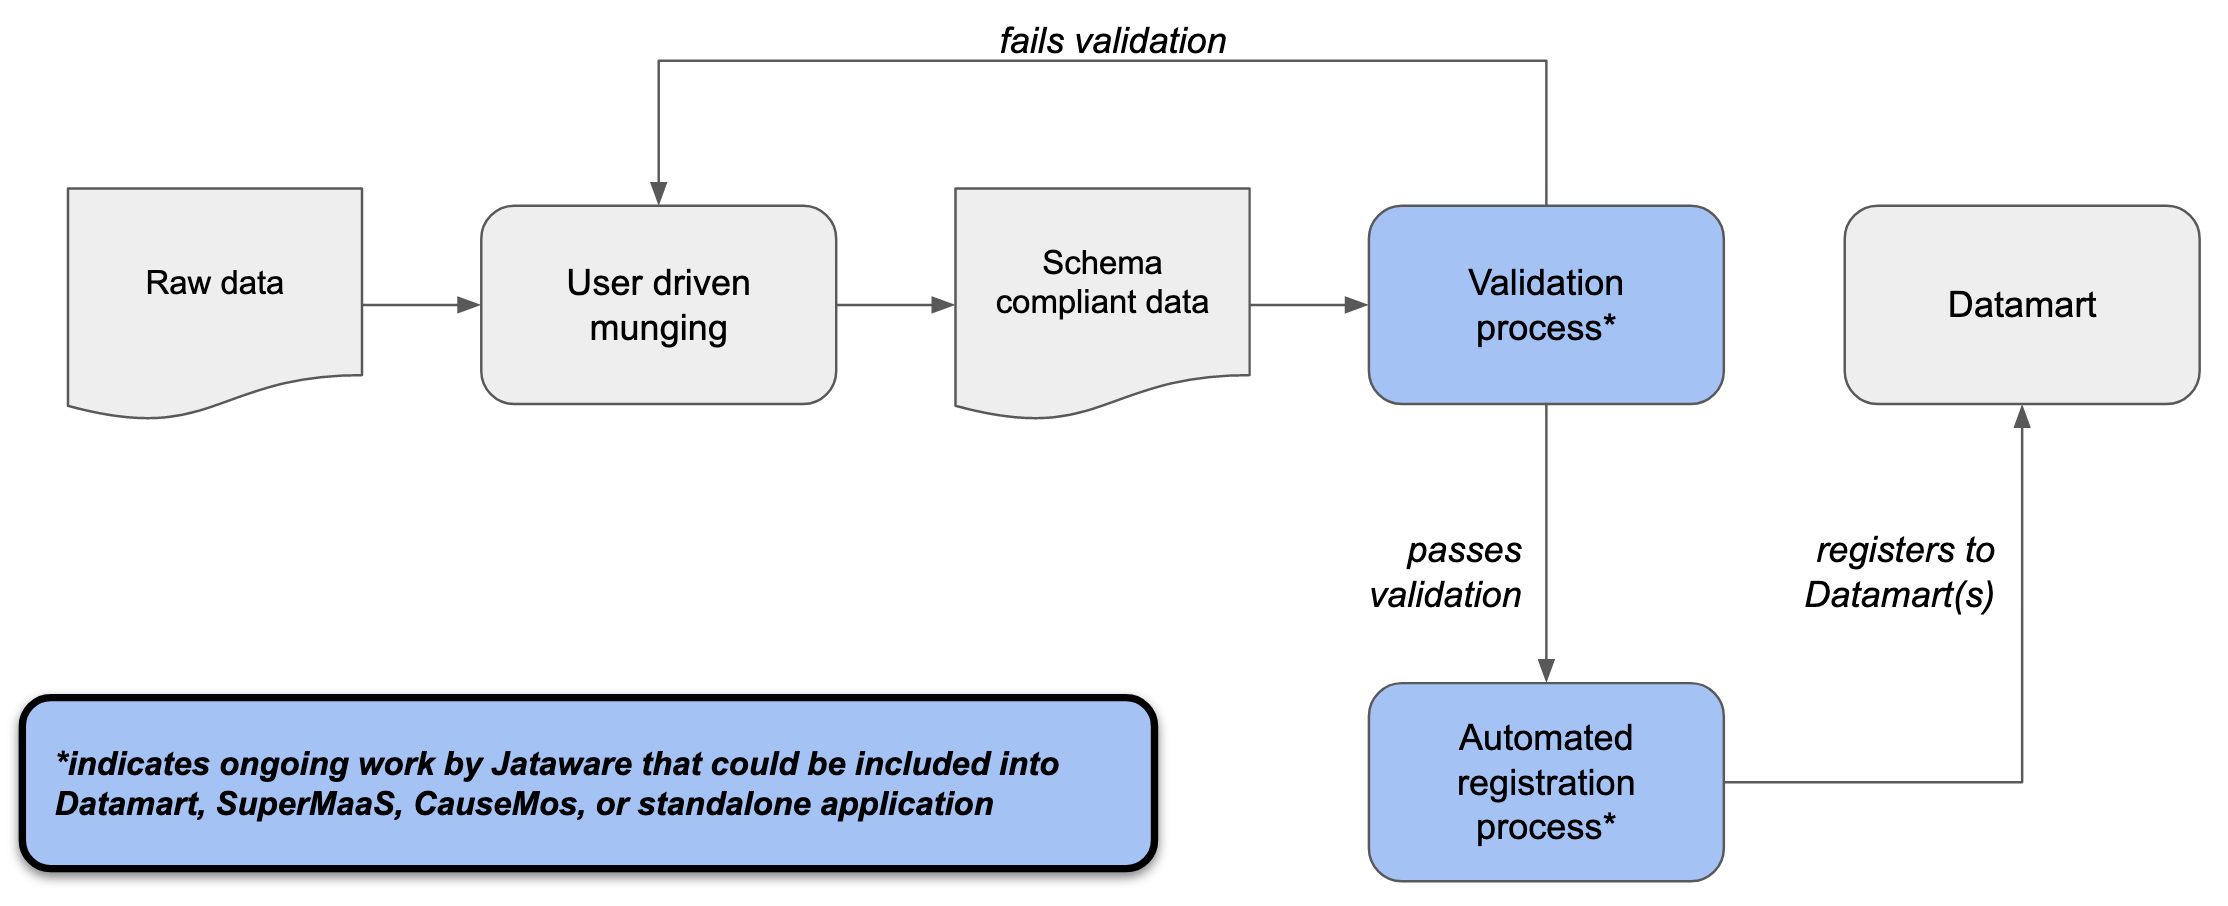 fails validation
Raw data
User driven
munging
Schema
compliant data
Validation
process*
Datamart
passes
validation
registers to
Datamart(s)
Automated
registration
process*
*indicates ongoing work by Jataware that could be included into
Datamart, SuperMaaS, CauseMos, or standalone application